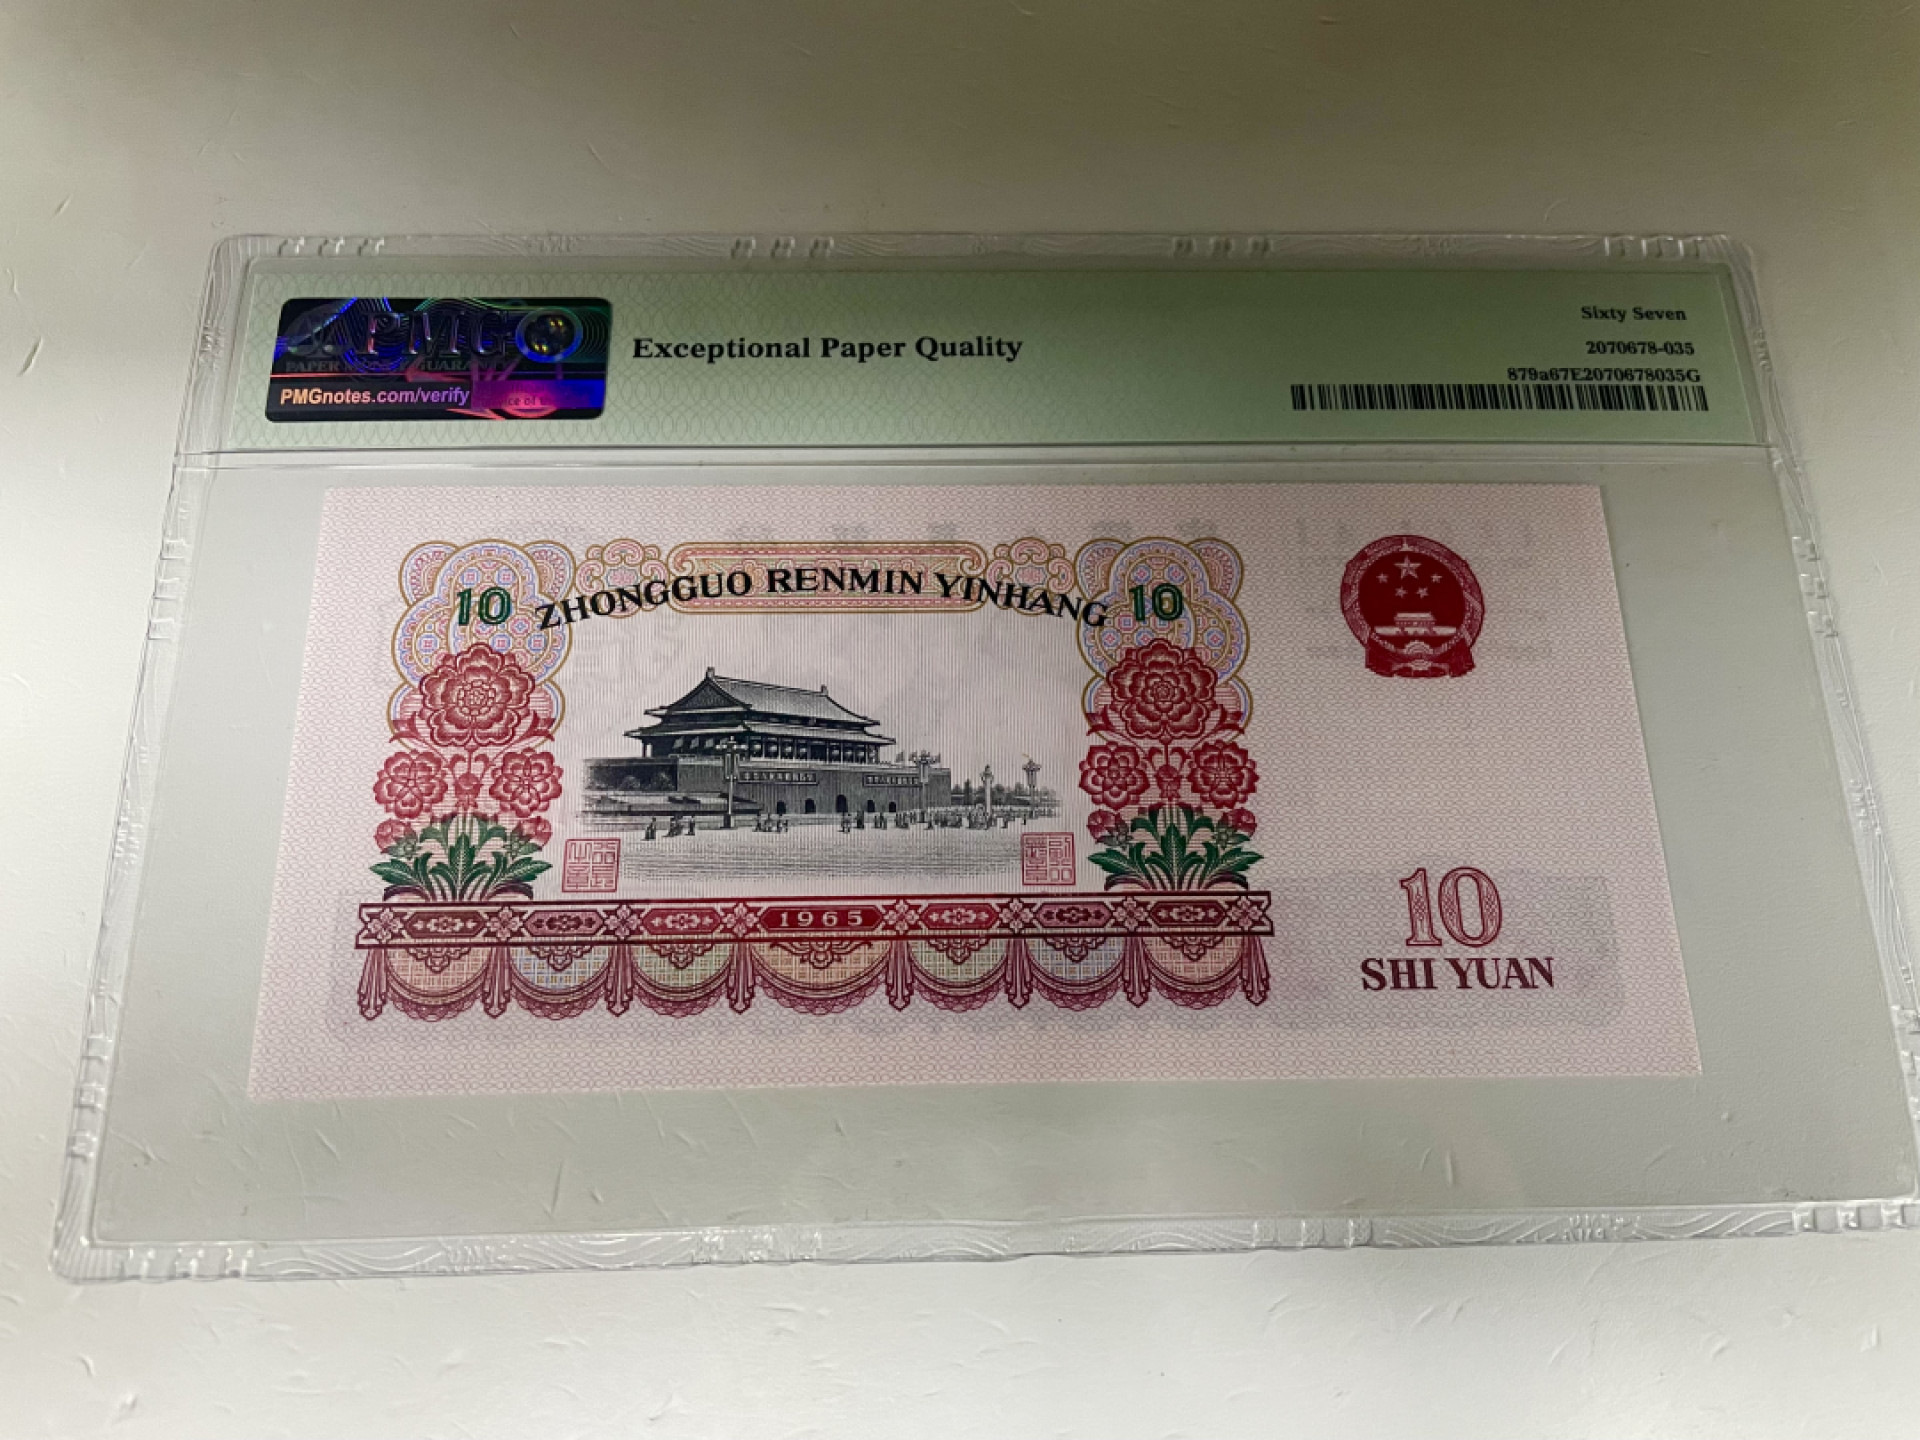 PMG
PMGnotes.com/verify
Exceptional Paper Quality
Sixty Seven
2070678-035
879a67E2070678035G
10 ZHONGGUO RENMIN YINHANG 10
1965
10
SHI YUAN